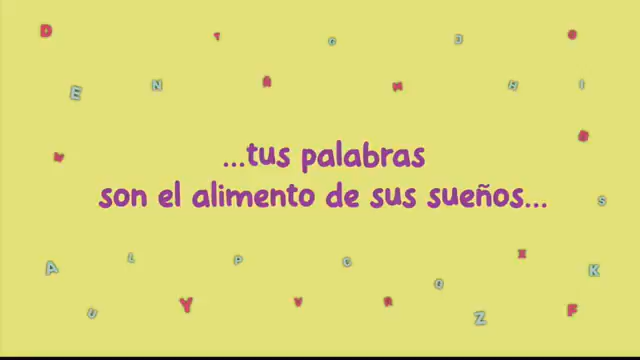 D T G J O
E N Ñ M H I
...tus palabras
W B
son el alimento de sus sueños...
S
A L P C X K
U Y V R O Z F